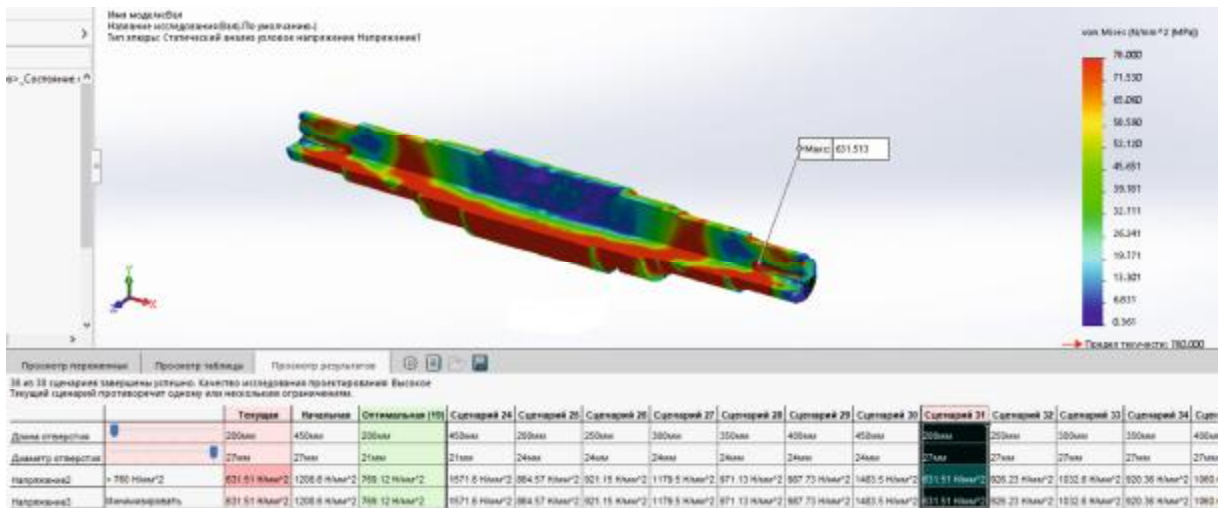 Имя модели:Вал
Название исследования:Вал(-По умолчанию-)
Тип эпюры: Статический анализ узловое напряжение Напряжение1
von Mises (N/mm^2 (MPa))
78.000
71.530
65.060
58.590
52.120
45.651
39.181
32.711
26.241
19.771
13.301
6.831
0.361
Предел текучести: 780.000
Макс: 631.513
_Состояние
Y
X
Просмотр переменных Просмотр таблицы Просмотр результатов
38 из 38 сценариев завершены успешно. Качество исследования проектирования: Высокое
Текущий сценарий противоречит одному или нескольким ограничениям.
Текущая Начальная Оптимальная (19) Сценарий 24 Сценарий 25 Сценарий 26 Сценарий 27 Сценарий 28 Сценарий 29 Сценарий 30 Сценарий 31 Сценарий 32 Сценарий 33 Сценарий 34
Длина отверстия 200мм 450мм 200мм 450мм 200мм 250мм 300мм 350мм 400мм 450мм 200мм 250мм 300мм 350мм
Диаметр отверстия 27мм 27мм 21мм 21мм 24мм 24мм 24мм 24мм 24мм 24мм 27мм 27мм 27мм 27мм
Напряжение2 > 760 Н/мм^2 631.51 Н/мм^2 1208.6 Н/мм^2 769.12 Н/мм^2 1571.6 Н/мм^2 864.57 Н/мм^2 921.15 Н/мм^2 1179.5 Н/мм^2 971.13 Н/мм^2 987.73 Н/мм^2 1483.5 Н/мм^2 631.51 Н/мм^2 926.23 Н/мм^2 1032.6 Н/мм^2 920.36 Н/мм^2
Напряжение3 Минимизировать 631.51 Н/мм^2 1208.6 Н/мм^2 769.12 Н/мм^2 1571.6 Н/мм^2 864.57 Н/мм^2 921.15 Н/мм^2 1179.5 Н/мм^2 971.13 Н/мм^2 987.73 Н/мм^2 1483.5 Н/мм^2 631.51 Н/мм^2 926.23 Н/мм^2 1032.6 Н/мм^2 920.36 Н/мм^2